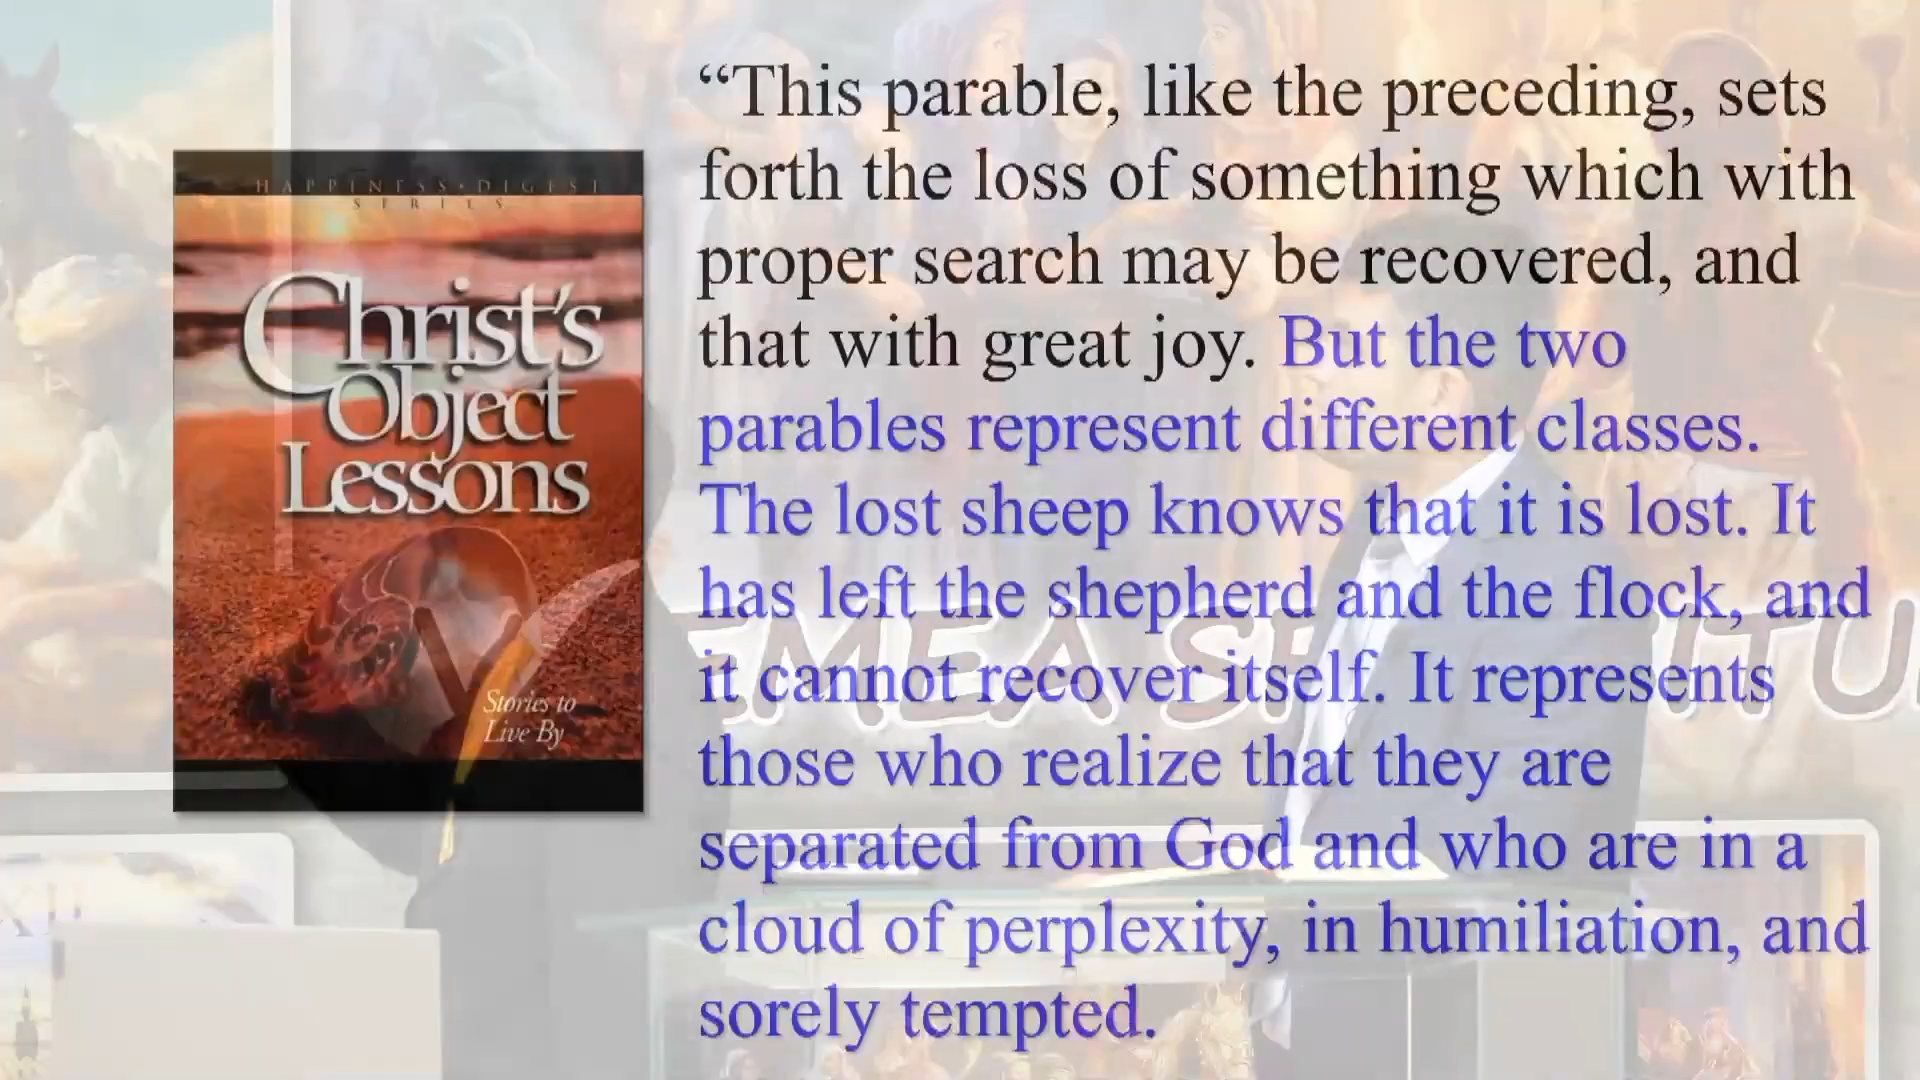 HAPPINESS•DIGEST
SERIES
Christ's
Object
Lessons
Stories to
Live By
“This parable, like the preceding, sets
forth the loss of something which with
proper search may be recovered, and
that with great joy. But the two
parables represent different classes.
The lost sheep knows that it is lost. It
has left the shepherd and the flock, and
it cannot recover itself. It represents
those who realize that they are
separated from God and who are in a
cloud of perplexity, in humiliation, and
sorely tempted.